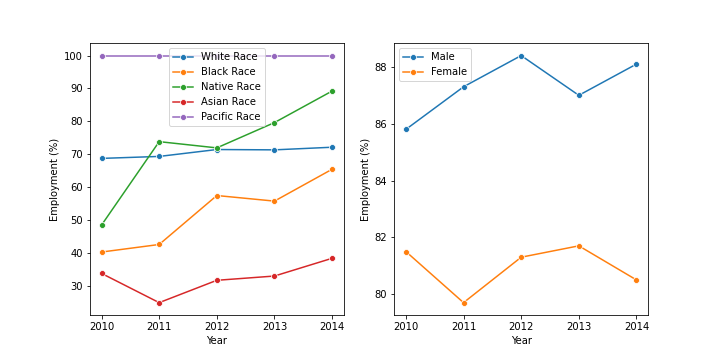 100
90
80
70
60
50
40
30
Employment (%)
2010 2011 2012 2013 2014
Year
White Race
Black Race
Native Race
Asian Race
Pacific Race
88
86
84
82
80
Employment (%)
2010 2011 2012 2013 2014
Year
Male
Female